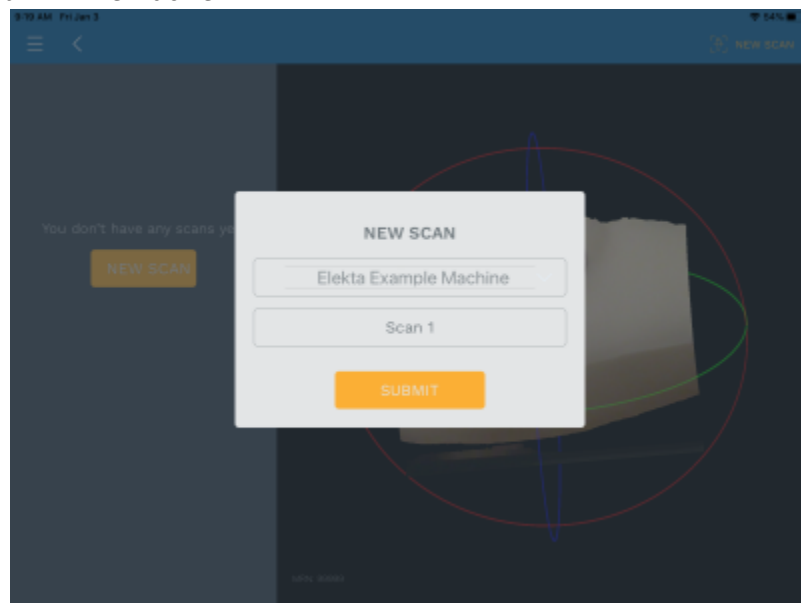 9:19 AM Fri Jan 3
54%
NEW SCAN
You don't have any scans ye
NEW SCAN
NEW SCAN
Elekta Example Machine
Scan 1
SUBMIT